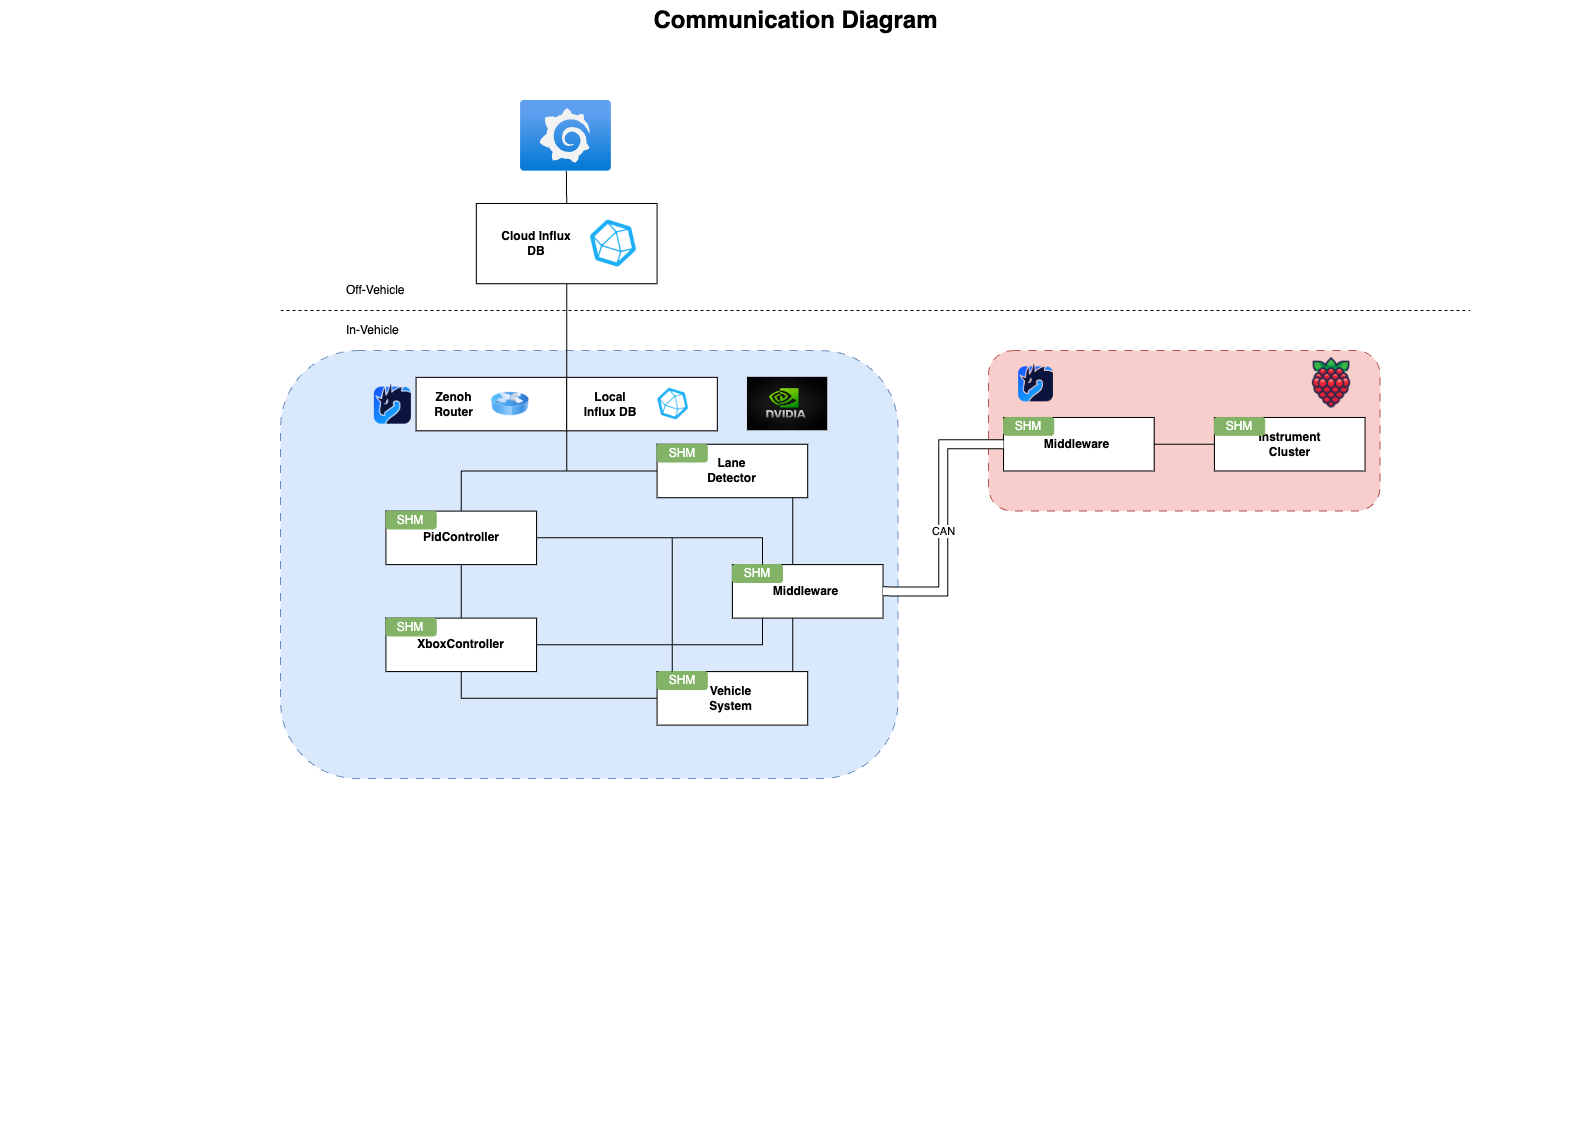 Communication Diagram
Cloud Influx
DB
Off-Vehicle
In-Vehicle
Zenoh
Router
Local
Influx DB
NVIDIA
SHM
Lane
Detector
SHM
PidController
SHM
Middleware
SHM
XboxController
SHM
Vehicle
System
CAN
SHM
Middleware
SHM
Instrument
Cluster